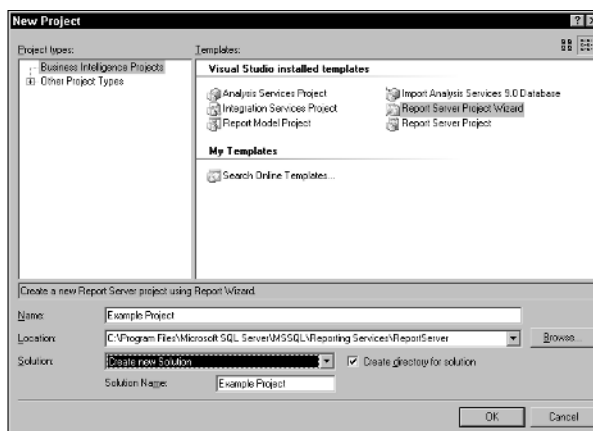 New Project
Project types:
Business Intelligence Projects
Other Project Types
Templates:
Visual Studio installed templates
Analysis Services Project
Integration Services Project
Report Model Project
Import Analysis Services 9.0 Database
Report Server Project Wizard
Report Server Project
My Templates
Search Online Templates...
Create a new Report Server project using Report Wizard.
Name: Example Project
Location: C:\Program Files\Microsoft SQL Server\MSSQL\Reporting Services\ReportServer Browse...
Solution: Create new Solution Create directory for solution
Solution Name: Example Project
OK Cancel